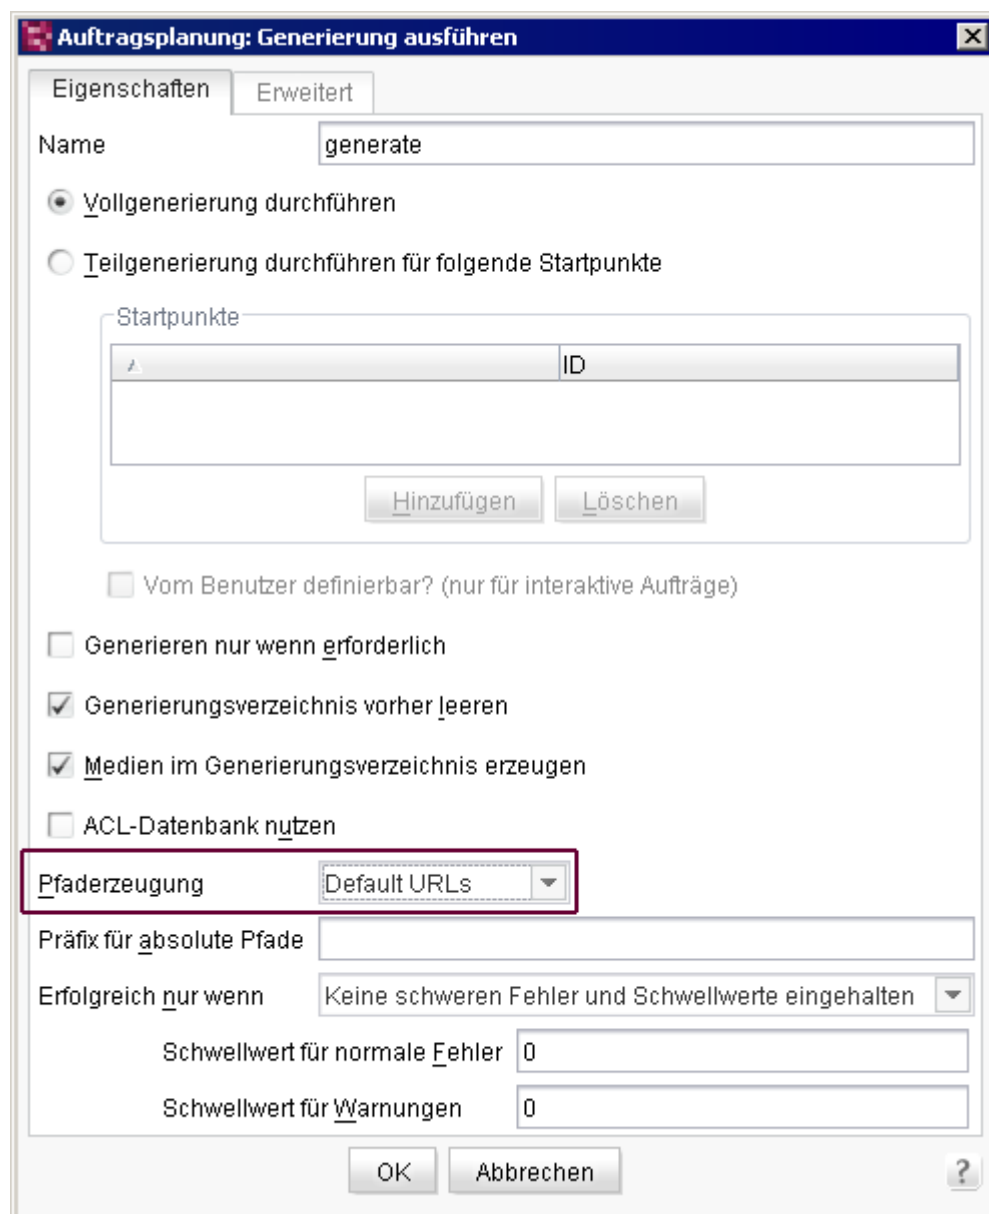 Auftragsplanung: Generierung ausführen
Eigenschaften Erweitert
Name generate
Vollgenerierung durchführen
Teilgenerierung durchführen für folgende Startpunkte
Startpunkte
ID
Hinzufügen Löschen
Vom Benutzer definierbar? (nur für interaktive Aufträge)
Generieren nur wenn erforderlich
Generierungsverzeichnis vorher leeren
Medien im Generierungsverzeichnis erzeugen
ACL-Datenbank nutzen
Pfaderzeugung Default URLs
Präfix für absolute Pfade
Erfolgreich nur wenn Keine schweren Fehler und Schwellwerte eingehalten
Schwellwert für normale Fehler 0
Schwellwert für Warnungen 0
OK Abbrechen ?